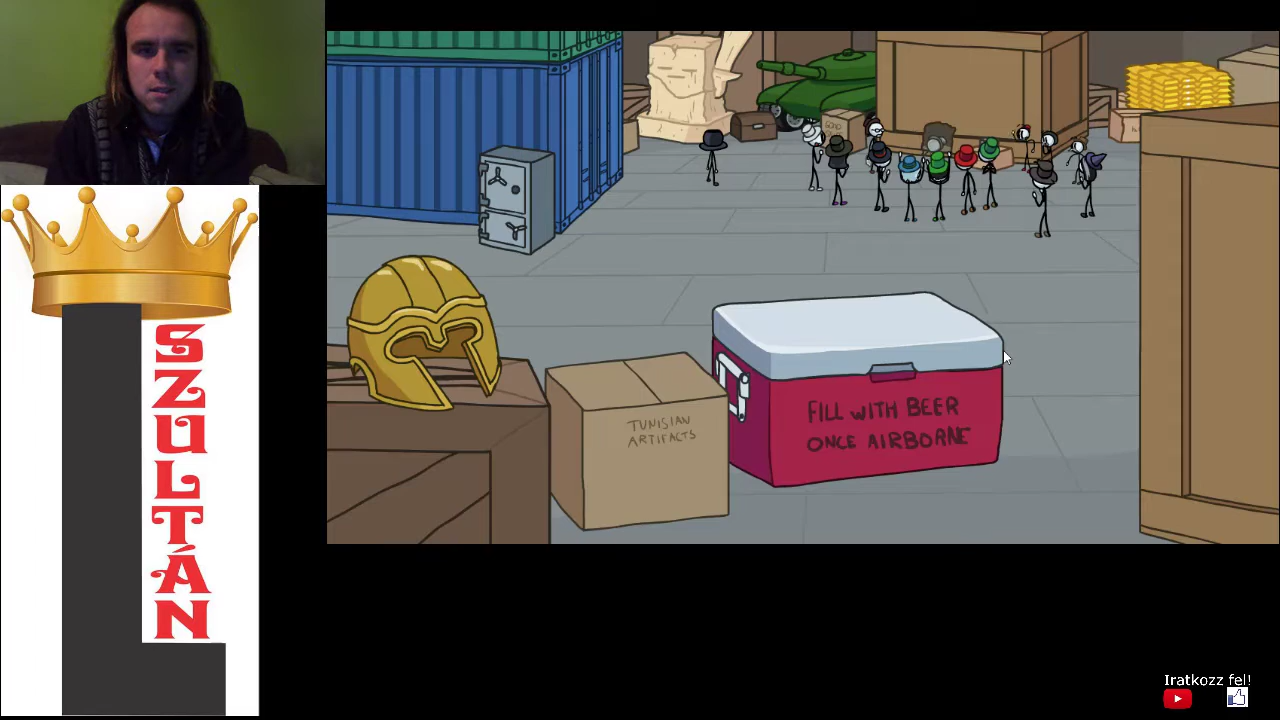 L
SZULTÁN
TUNISIAN
ARTIFACTS
FILL WITH BEER
ONCE AIRBORNE
Iratkozz fel!